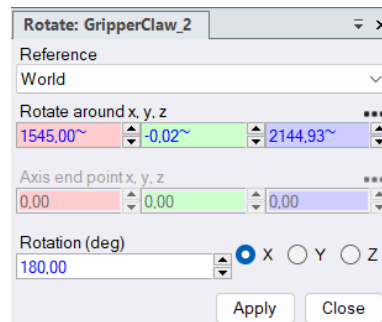 Rotate: GripperClaw_2
Reference
World
Rotate around x, y, z
1545,00~ -0,02~ 2144,93~
Axis end point x, y, z
0,00 0,00 0,00
Rotation (deg)
180,00 X Y Z
Apply Close